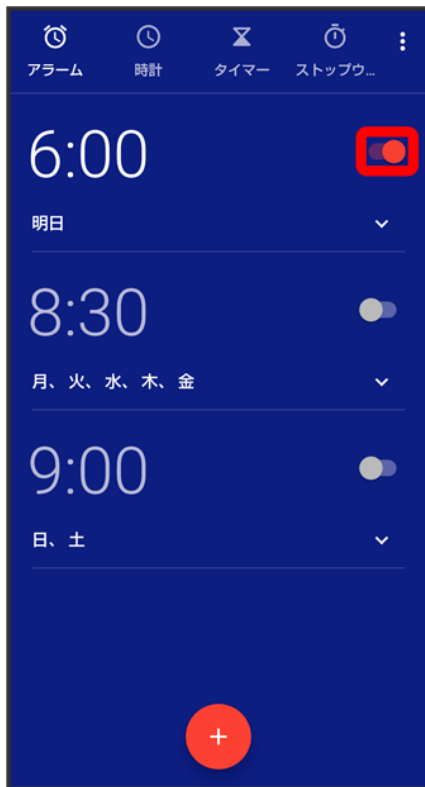 アラーム 時計 タイマー ストップウ...
6:00
明日
8:30
月、火、水、木、金
9:00
日、土